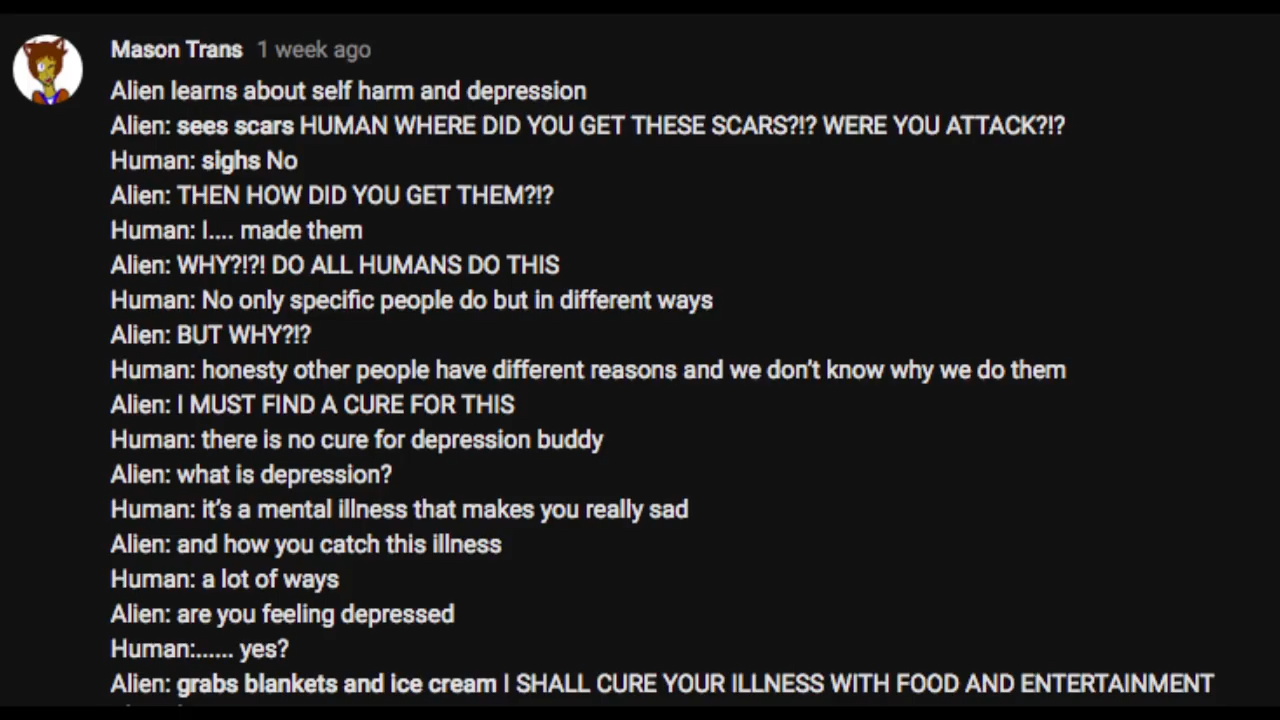 Mason Trans 1 week ago
Alien learns about self harm and depression
Alien: sees scars HUMAN WHERE DID YOU GET THESE SCARS?!? WERE YOU ATTACK?!?
Human: sighs No
Alien: THEN HOW DID YOU GET THEM?!?
Human: I.... made them
Alien: WHY?!?! DO ALL HUMANS DO THIS
Human: No only specific people do but in different ways
Alien: BUT WHY?!?
Human: honesty other people have different reasons and we don't know why we do them
Alien: I MUST FIND A CURE FOR THIS
Human: there is no cure for depression buddy
Alien: what is depression?
Human: it's a mental illness that makes you really sad
Alien: and how you catch this illness
Human: a lot of ways
Alien: are you feeling depressed
Human:...... yes?
Alien: grabs blankets and ice cream I SHALL CURE YOUR ILLNESS WITH FOOD AND ENTERTAINMENT